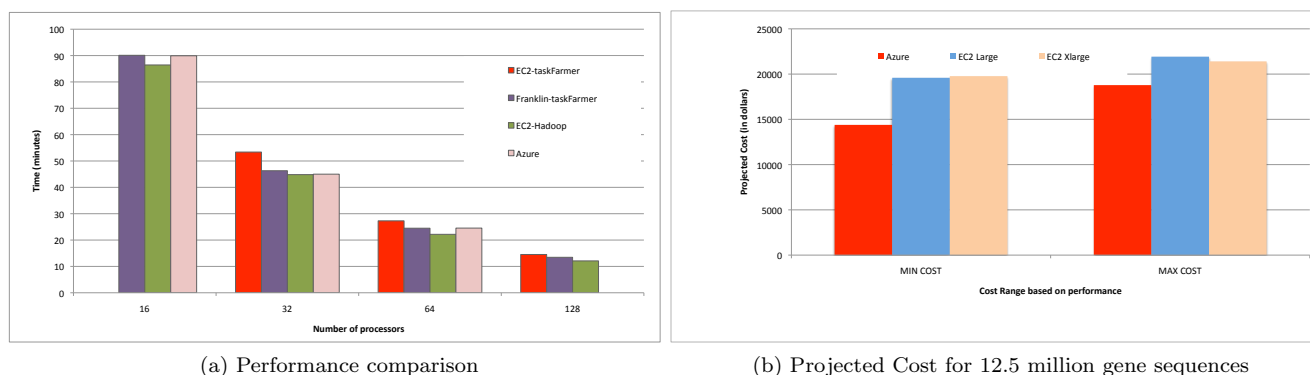 100
90
80
70
60
50
40
30
20
10
0
Time (minutes)
EC2-taskFarmer
Franklin-taskFarmer
EC2-Hadoop
Azure
16 32 64 128
Number of processors
(a) Performance comparison
25000
20000
15000
10000
5000
0
Projected Cost (in dollars)
Azure EC2 Large EC2 Xlarge
MIN COST MAX COST
Cost Range based on performance
(b) Projected Cost for 12.5 million gene sequences